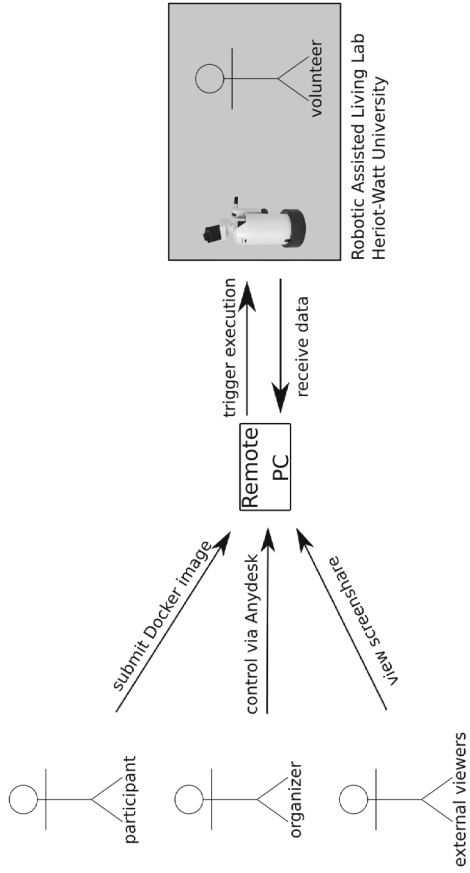 participant
organizer
external viewers
submit Docker image
control via Anydesk
view screenshare
Remote
PC
trigger execution
receive data
volunteer
Robotic Assisted Living Lab
Heriot-Watt University